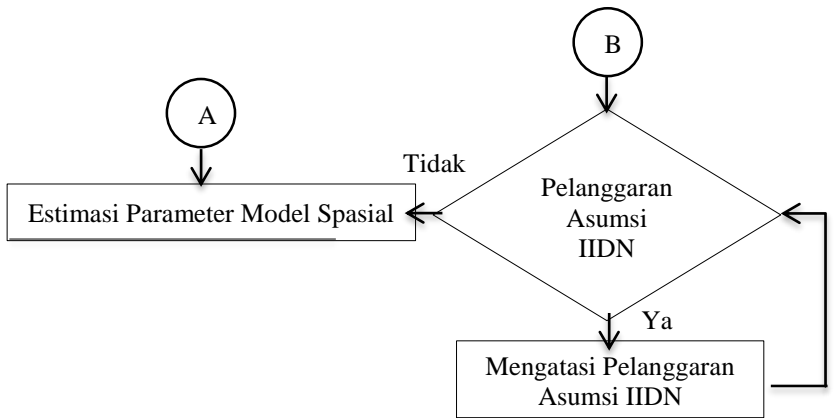 B
A
Tidak
Estimasi Parameter Model Spasial
Pelanggaran
Asumsi
IIDN
Ya
Mengatasi Pelanggaran
Asumsi IIDN